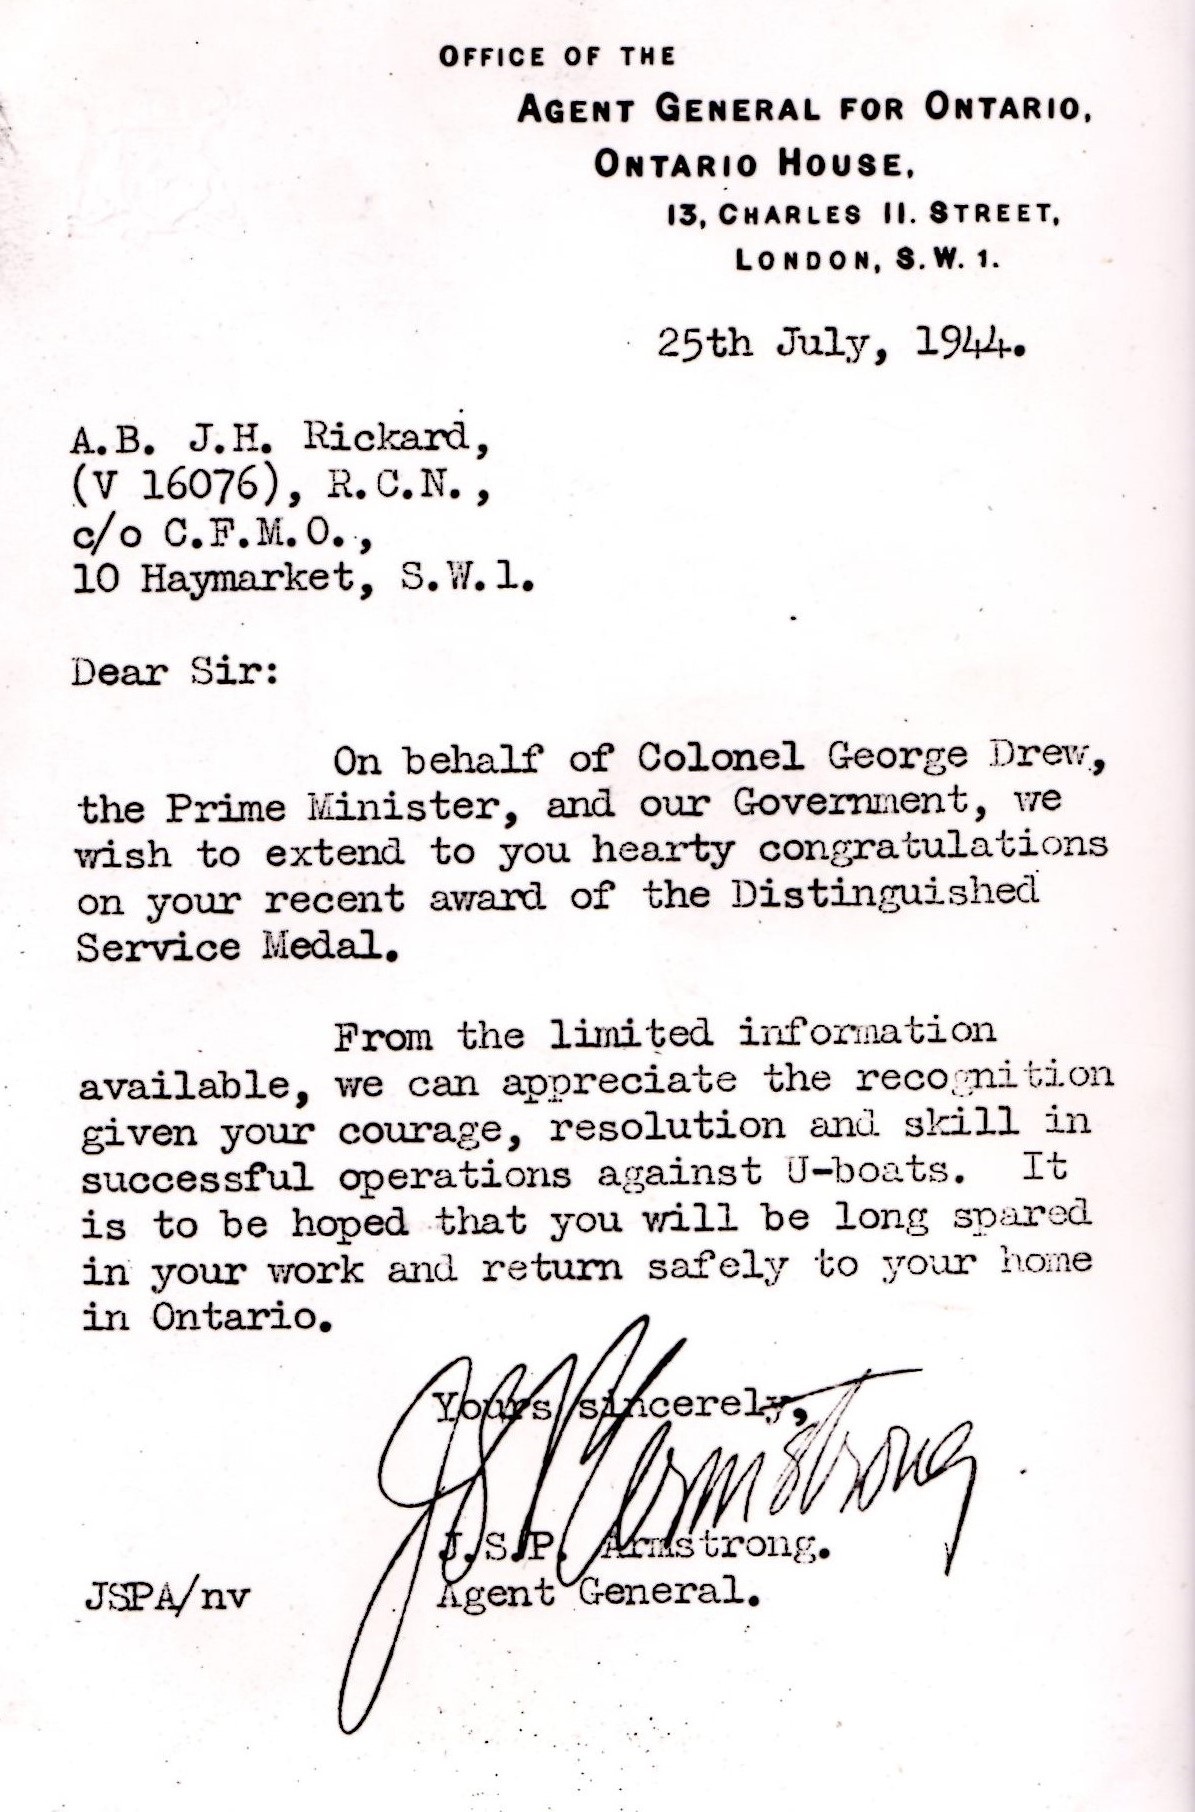 OFFICE OF THE
AGENT GENERAL FOR ONTARIO,
ONTARIO HOUSE,
13, CHARLES II. STREET,
LONDON, S.W. 1.
25th July, 1944.
A.B. J.H. Rickard,
(V 16076), R.C.N.,
c/o C.F.M.O.,
10 Haymarket, S.W.1.
Dear Sir:
On behalf of Colonel George Drew,
the Prime Minister, and our Government, we
wish to extend to you hearty congratulations
on your recent award of the Distinguished
Service Medal.
From the limited information
available, we can appreciate the recognition
given your courage, resolution and skill in
successful operations against U-boats. It
is to be hoped that you will be long spared
in your work and return safely to your home
in Ontario.
Yours sincerely,
JSP Armstrong
J.S.P. Armstrong.
Agent General.
JSPA/nv